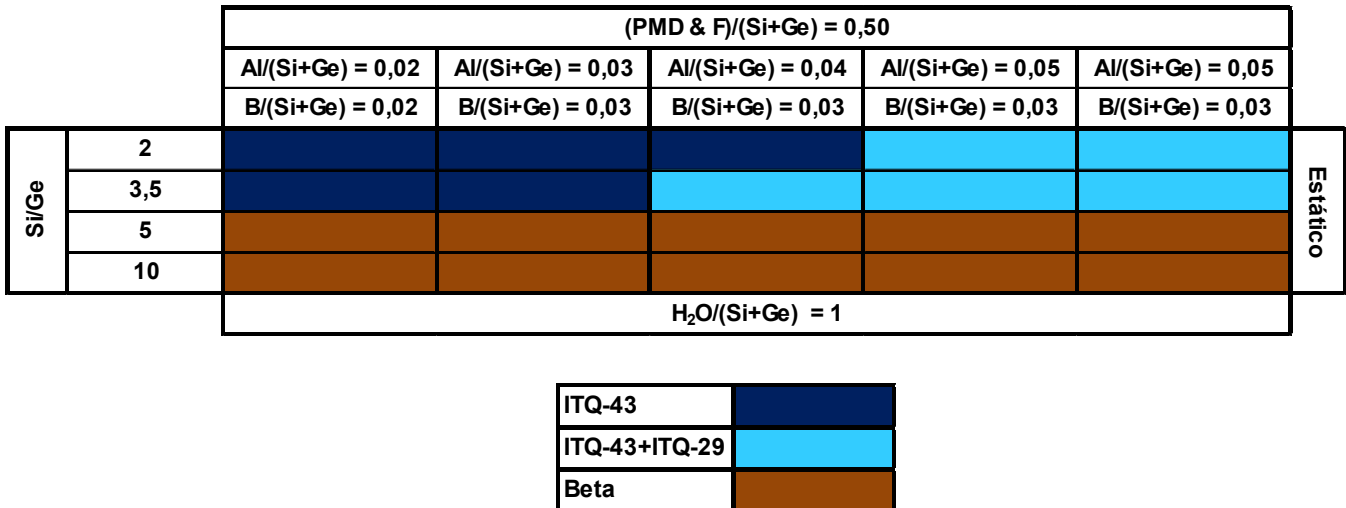 (PMD & F)/(Si+Ge) = 0,50
Al/(Si+Ge) = 0,02 Al/(Si+Ge) = 0,03 Al/(Si+Ge) = 0,04 Al/(Si+Ge) = 0,05 Al/(Si+Ge) = 0,05
B/(Si+Ge) = 0,02 B/(Si+Ge) = 0,03 B/(Si+Ge) = 0,03 B/(Si+Ge) = 0,03 B/(Si+Ge) = 0,03
Si/Ge
2
3,5
5
10
Estático
H₂O/(Si+Ge) = 1
ITQ-43
ITQ-43+ITQ-29
Beta